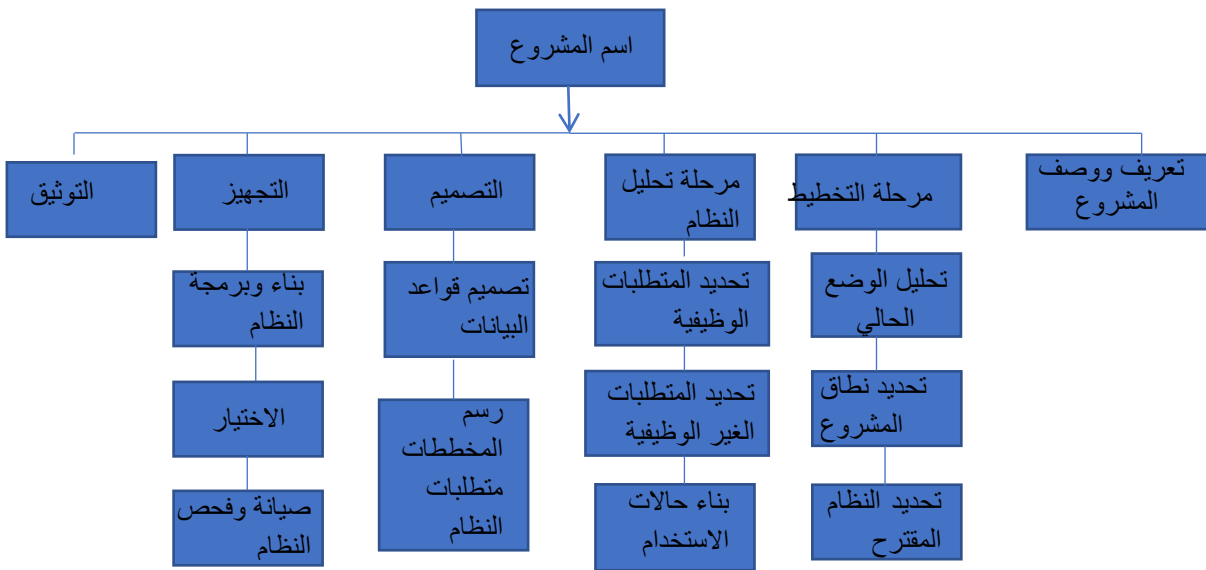 اسم المشروع
تعريف ووصف
المشروع
مرحلة التخطيط
مرحلة تحليل
النظام
التصميم
التجهيز
التوثيق
تحليل الوضع
الحالي
تحديد نطاق
المشروع
تحديد النظام
المقترح
تحديد المتطلبات
الوظيفية
تحديد المتطلبات
الغير الوظيفية
بناء حالات
الاستخدام
تصميم قواعد
البيانات
رسم
المخططات
متطلبات
النظام
بناء وبرمجة
النظام
الاختيار
صيانة وفحص
النظام